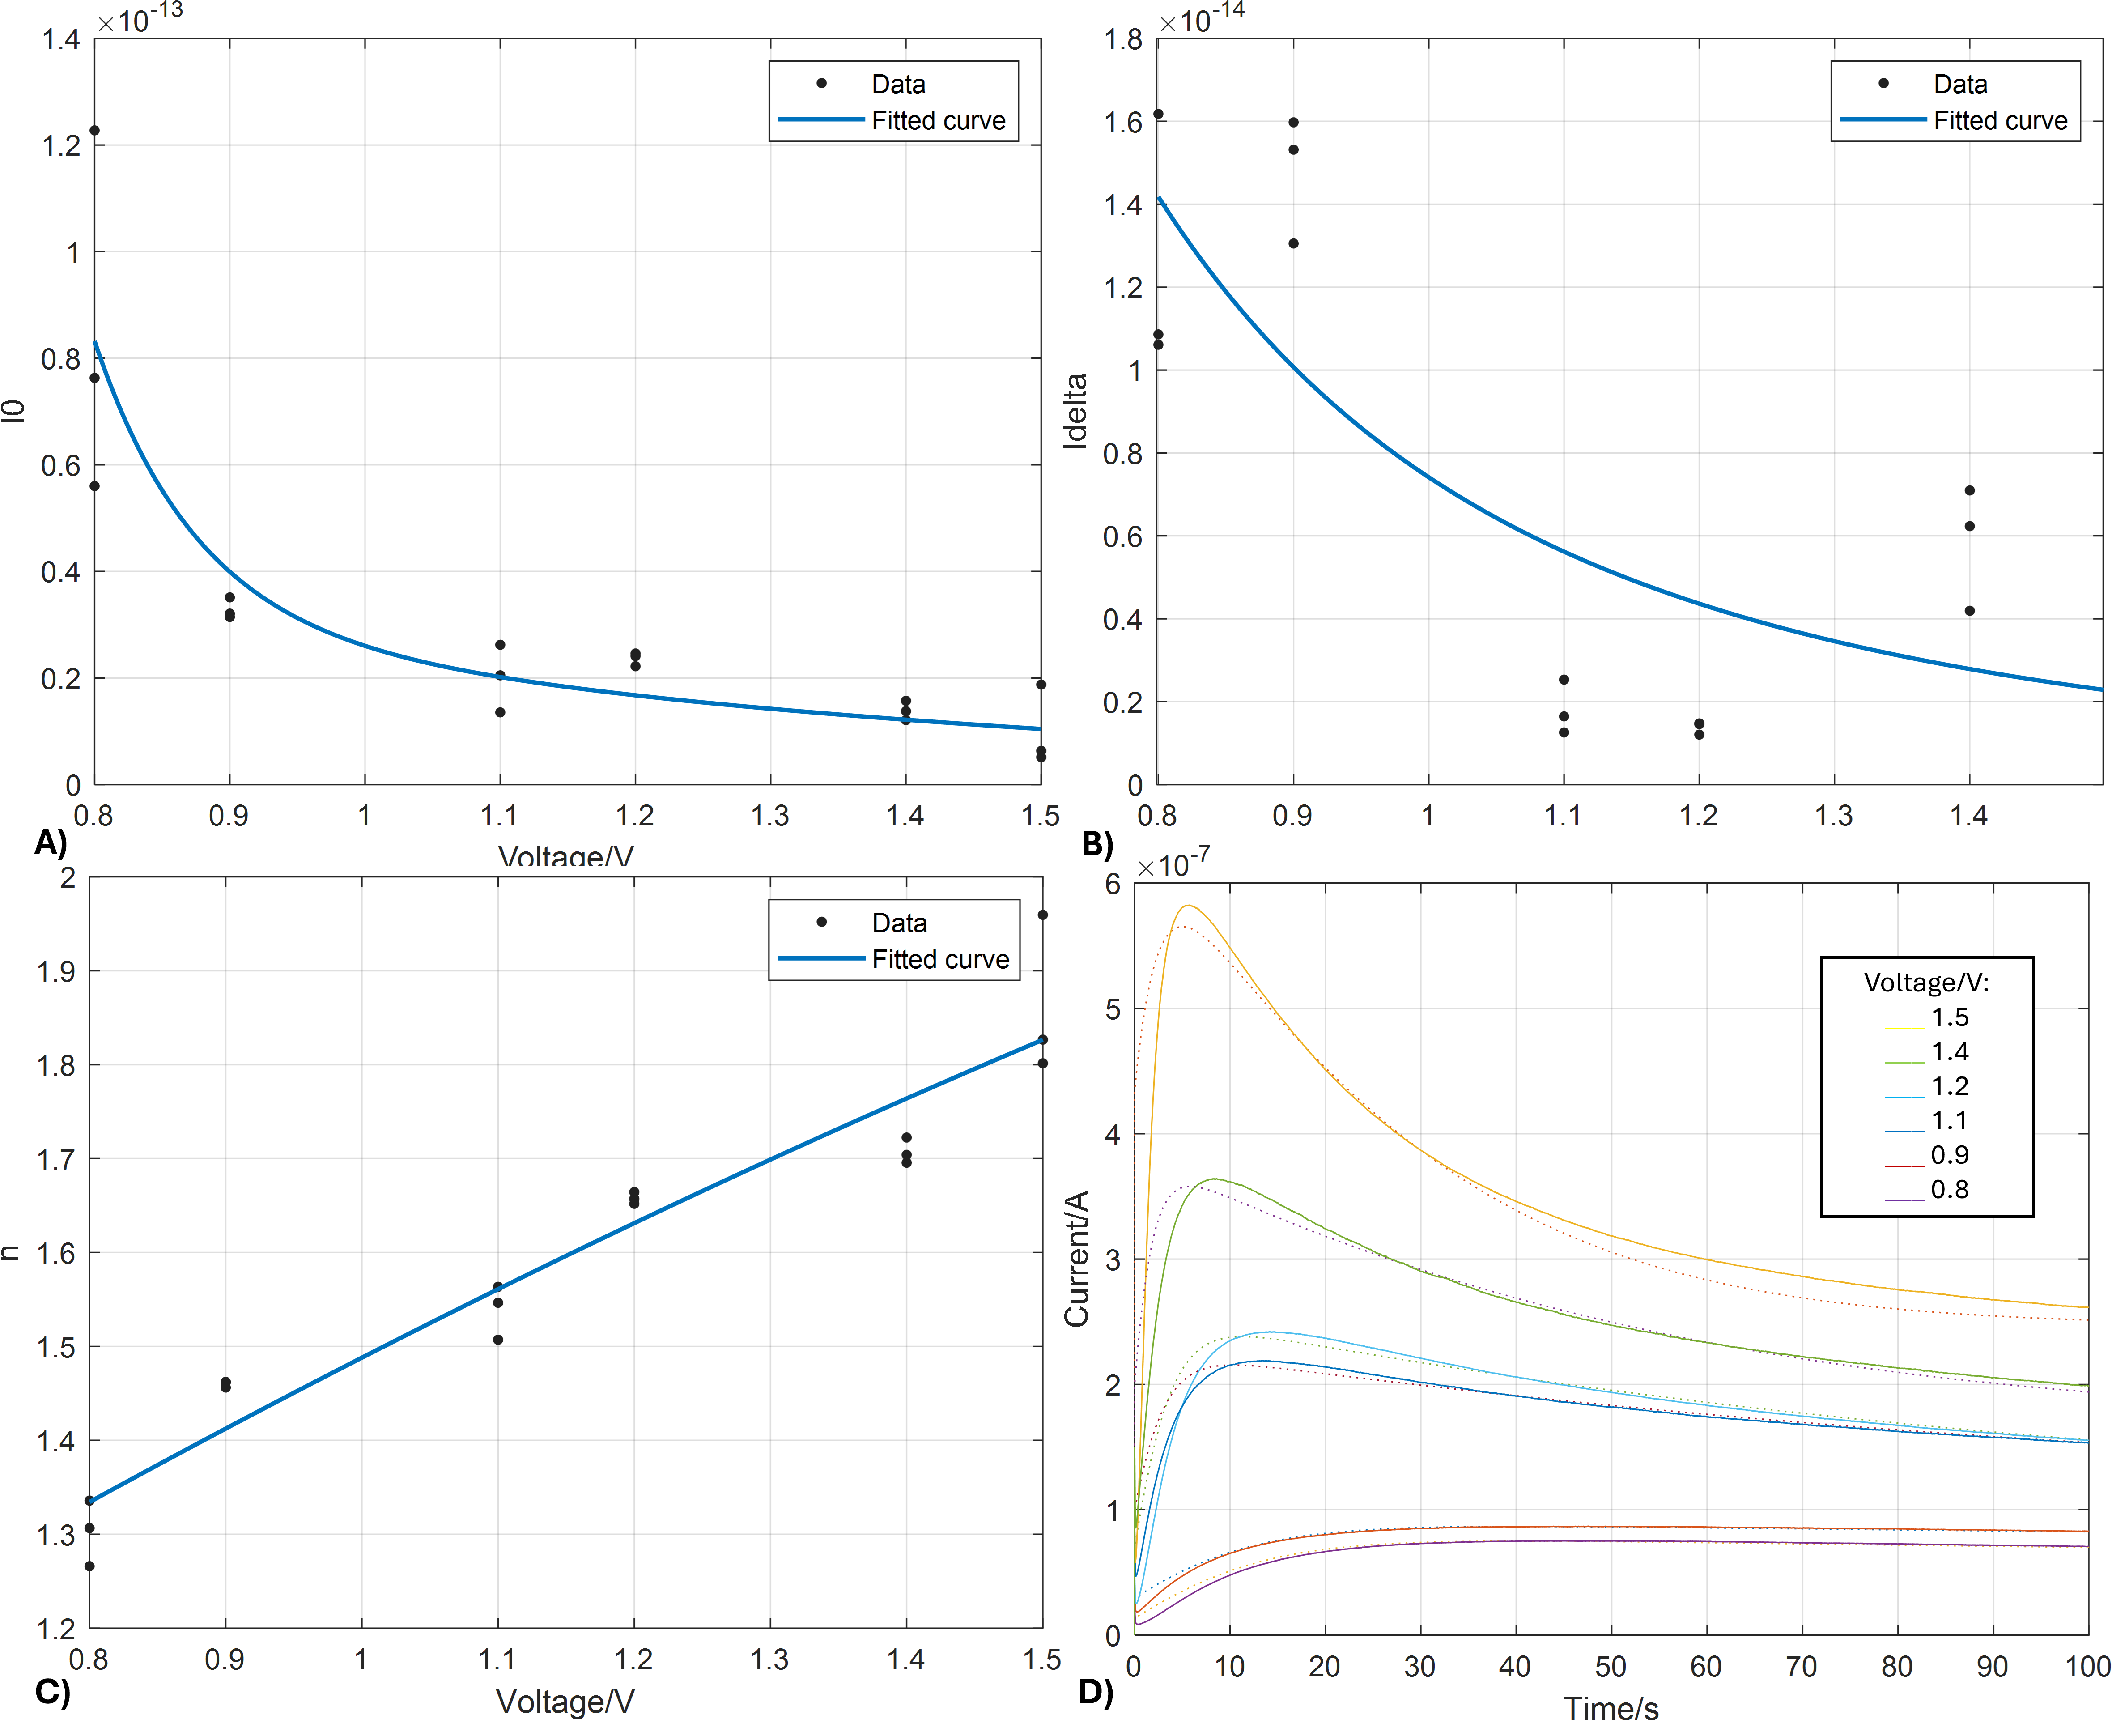 ×10^-13
1.4
1.2
1
0.8
0.6
0.4
0.2
0
I0
Data
Fitted curve
0.8 0.9 1 1.1 1.2 1.3 1.4 1.5
Voltage/V
A)
×10^-14
1.8
1.6
1.4
1.2
1
0.8
0.6
0.4
0.2
0
Idelta
Data
Fitted curve
0.8 0.9 1 1.1 1.2 1.3 1.4
B)
2
1.9
1.8
1.7
1.6
1.5
1.4
1.3
1.2
n
Data
Fitted curve
0.8 0.9 1 1.1 1.2 1.3 1.4 1.5
Voltage/V
C)
×10^-7
6
5
4
3
2
1
0
Current/A
Voltage/V:
1.5
1.4
1.2
1.1
0.9
0.8
0 10 20 30 40 50 60 70 80 90 100
Time/s
D)